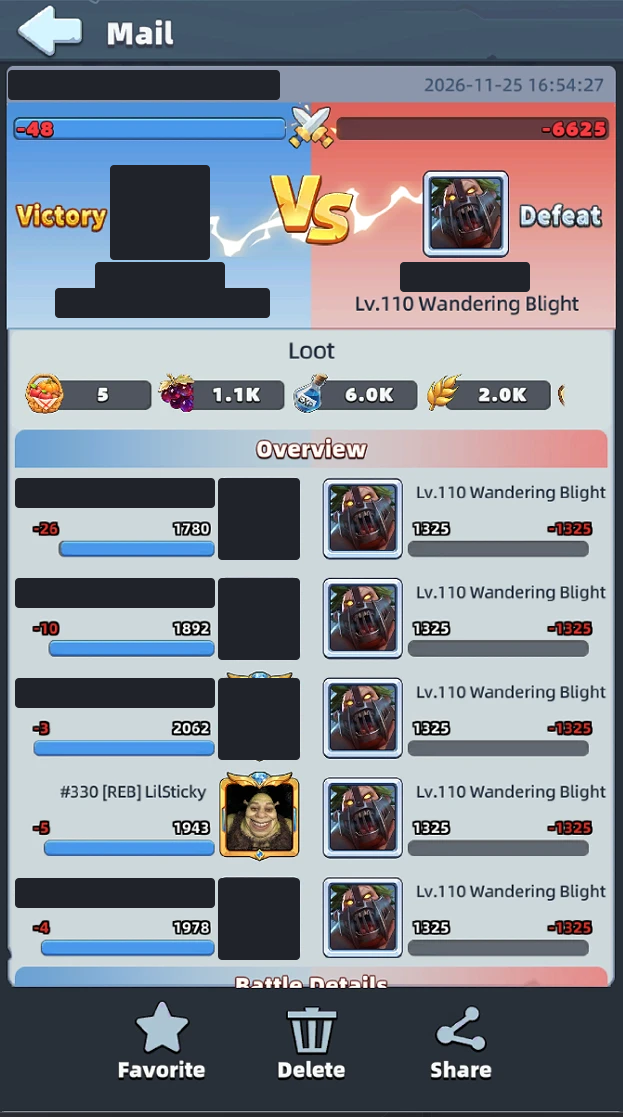 Mail
2026-11-25 16:54:27
-48
-6625
Victory
VS
Defeat
Lv.110 Wandering Blight
Loot
5
1.1K
6.0K
2.0K
Overview
Lv.110 Wandering Blight
-26 1780
1325 -1325
Lv.110 Wandering Blight
-10 1892
1325 -1325
Lv.110 Wandering Blight
-3 2062
1325 -1325
#330 [REB] LilSticky
Lv.110 Wandering Blight
-5 1943
1325 -1325
Lv.110 Wandering Blight
-4 1978
1325 -1325
Battle Details
Favorite
Delete
Share